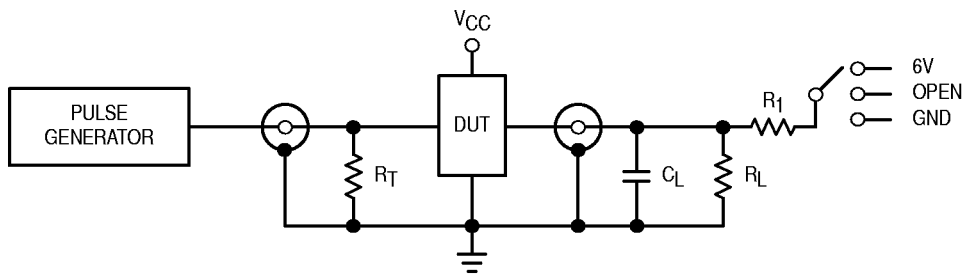 VCC
PULSE
GENERATOR
DUT
RT
CL
RL
R1
6V
OPEN
GND